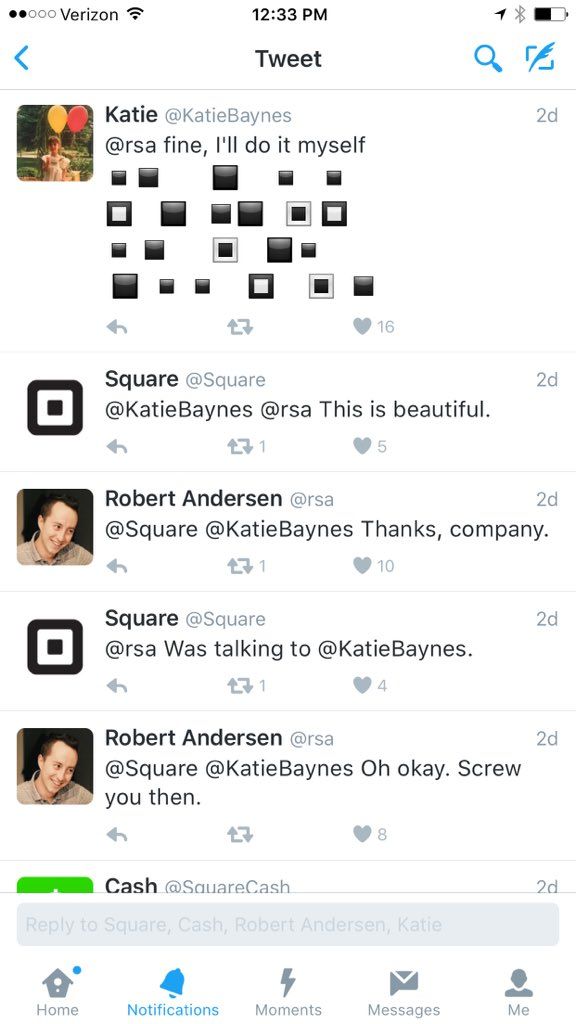 Verizon 12:33 PM
Tweet
Katie @KatieBaynes 2d
@rsa fine, I'll do it myself
▪️ ◾ ⬛ ▪️ ▪️
🔲 ⬛ ◾ ⬛ 🔳 🔲
▪️ ◾ 🔳 ⬛ ▪️
⬛ ▪️ ▪️ 🔲 🔳 ◾
16
Square @Square 2d
@KatieBaynes @rsa This is beautiful.
1 5
Robert Andersen @rsa 2d
@Square @KatieBaynes Thanks, company.
1 10
Square @Square 2d
@rsa Was talking to @KatieBaynes.
1 4
Robert Andersen @rsa 2d
@Square @KatieBaynes Oh okay. Screw
you then.
8
Cash @SquareCash 2d
Reply to Square, Cash, Robert Andersen, Katie
Home Notifications Moments Messages Me